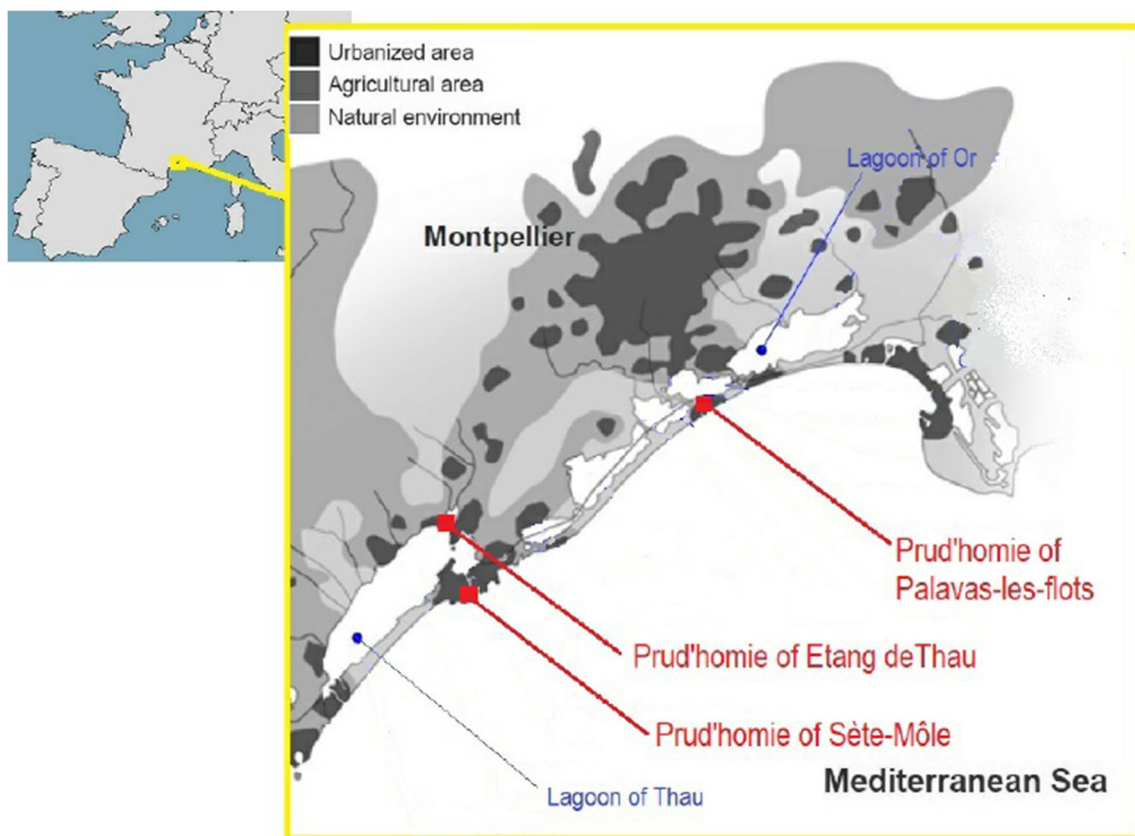 Urbanized area
Agricultural area
Natural environment
Lagoon of Or
Montpellier
Prud'homie of
Palavas-les-flots
Prud'homie of Etang deThau
Prud'homie of Sète-Môle
Mediterranean Sea
Lagoon of Thau